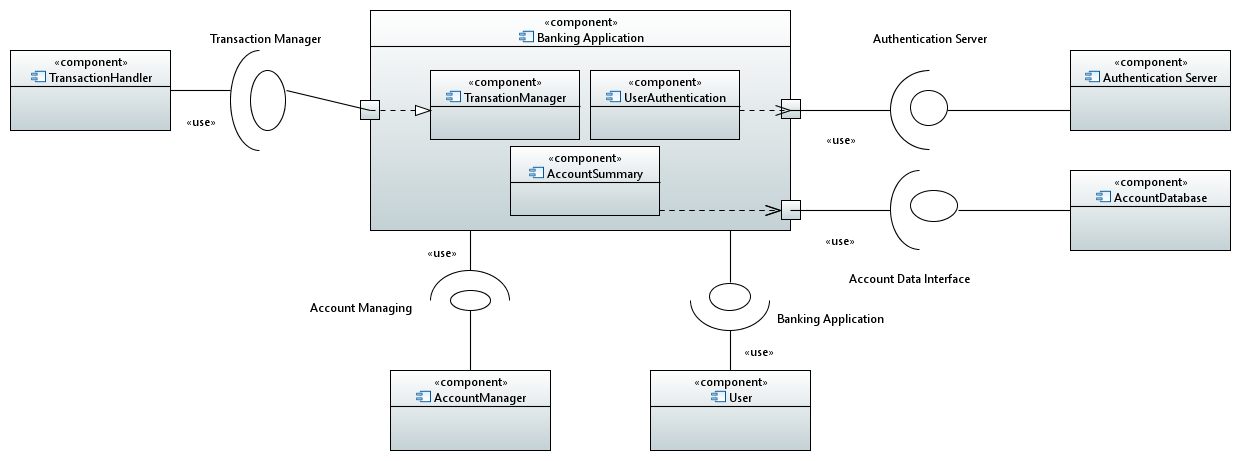 «component»
Banking Application
Transaction Manager
Authentication Server
«component»
TransactionHandler
«component»
Authentication Server
«component»
TransationManager
«component»
UserAuthentication
«use»
«use»
«component»
AccountSummary
«component»
AccountDatabase
«use»
«use»
Account Data Interface
Account Managing
Banking Application
«use»
«component»
AccountManager
«component»
User